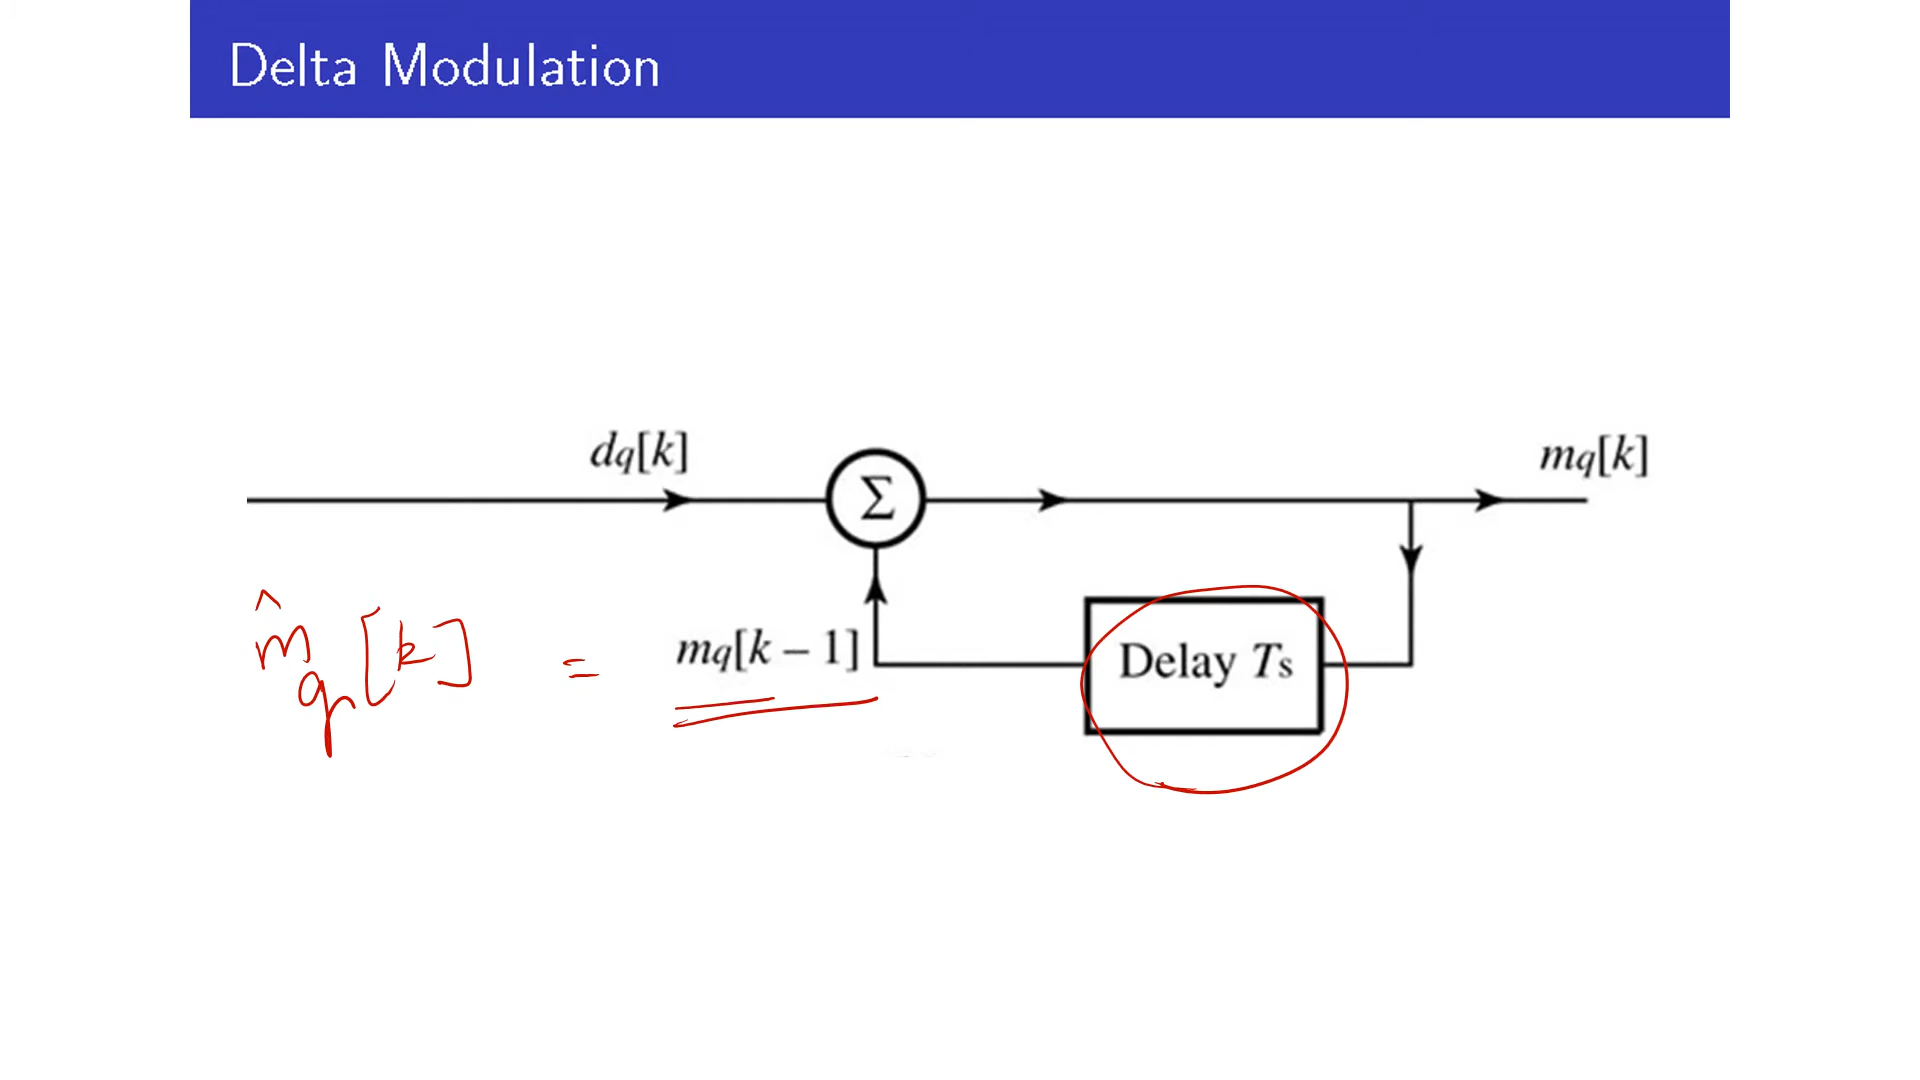 Delta Modulation
dq[k]
mq[k]
Σ
m̂q[k] = mq[k – 1]
Delay Ts